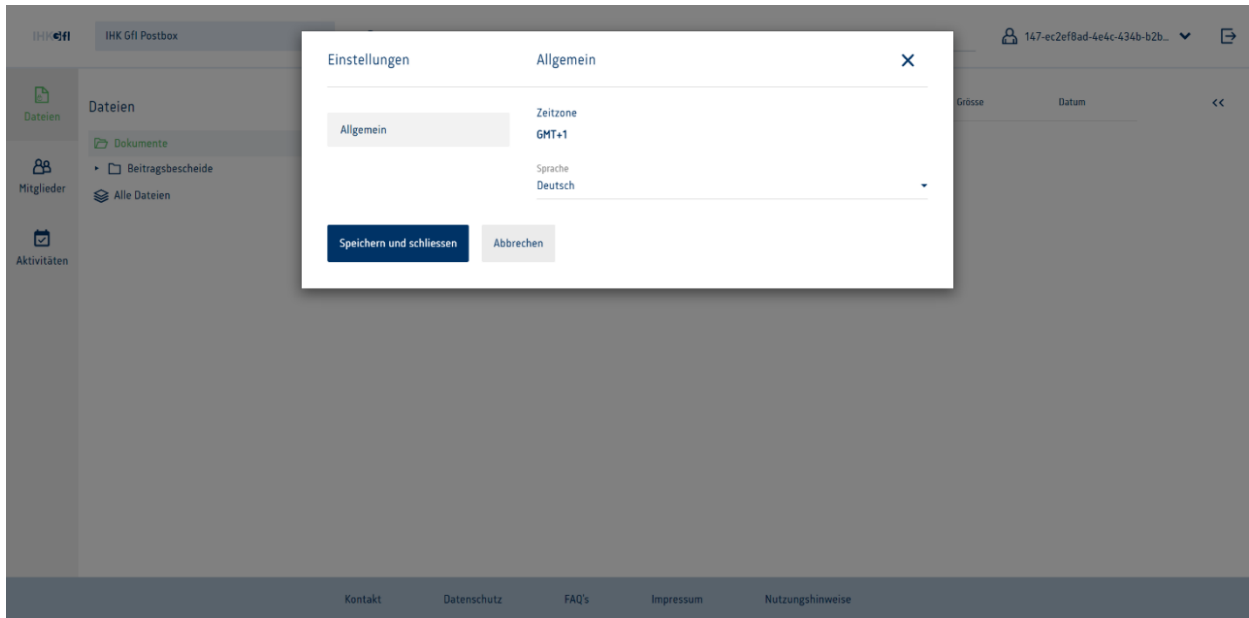 IHK GfI
IHK GfI Postbox
147-ec2ef8ad-4e4c-434b-b2b...
Einstellungen
Allgemein
Dateien
Mitglieder
Aktivitäten
Dateien
Dokumente
Beitragsbescheide
Alle Dateien
Allgemein
Zeitzone
GMT+1
Sprache
Deutsch
Speichern und schliessen
Abbrechen
Grösse
Datum
<<
Kontakt
Datenschutz
FAQ's
Impressum
Nutzungshinweise